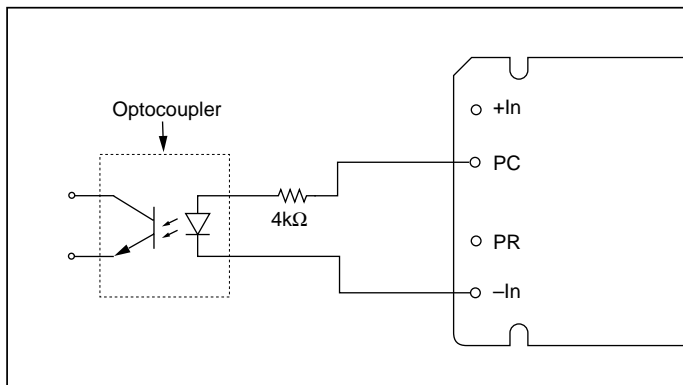 Optocoupler
4kΩ
+In
PC
PR
–In